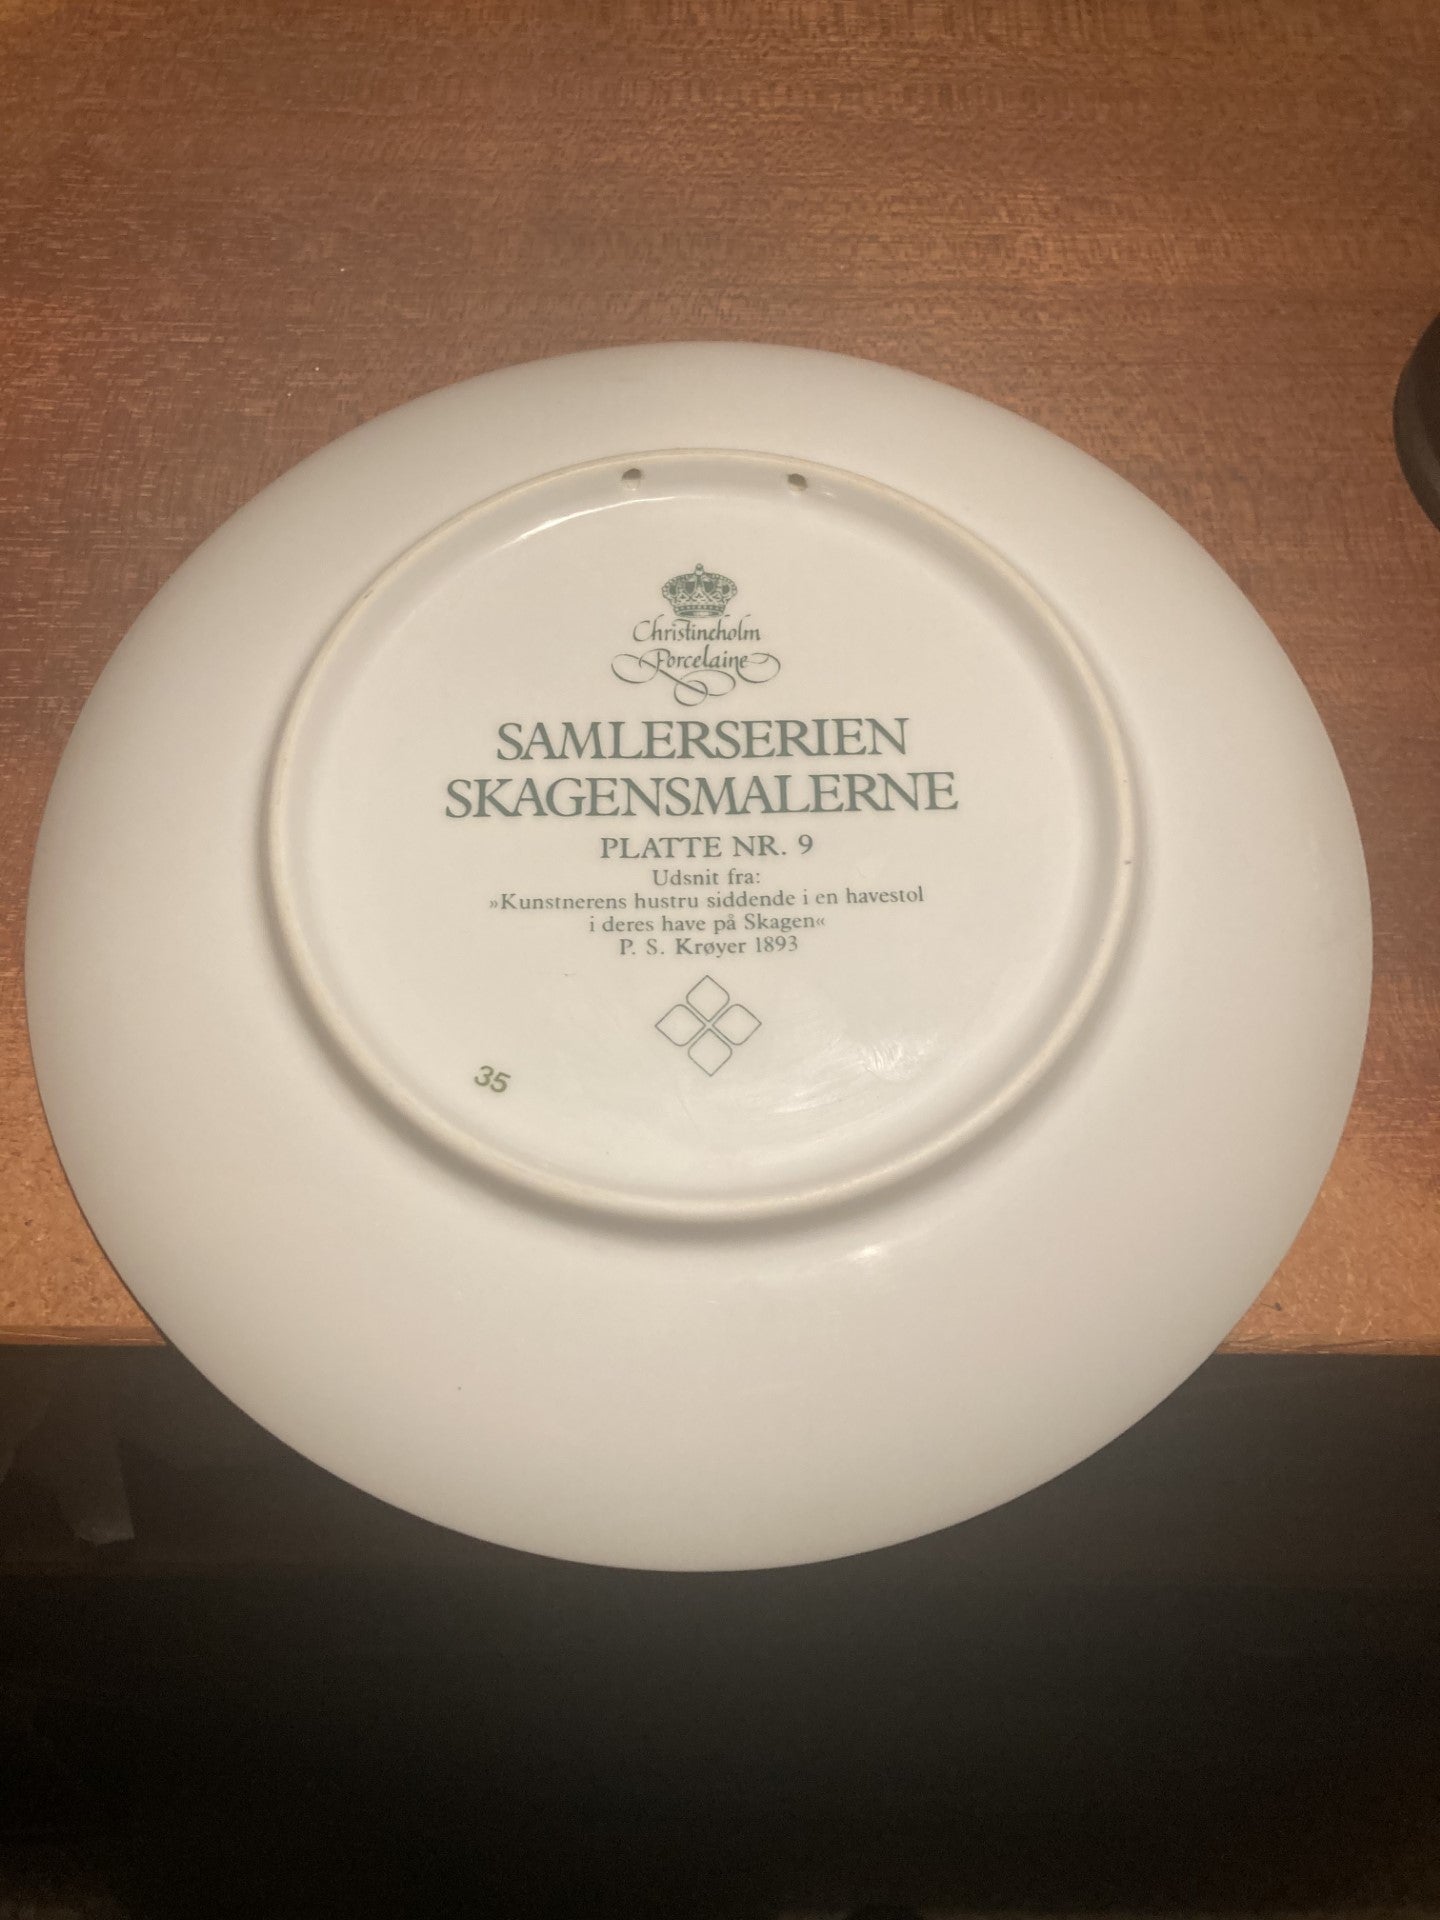 Christineholm
Porcelaine
SAMLERSERIEN
SKAGENSMALERNE
PLATTE NR. 9
Udsnit fra:
»Kunstnerens hustru siddende i en havestol
i deres have på Skagen«
P. S. Krøyer 1893
35